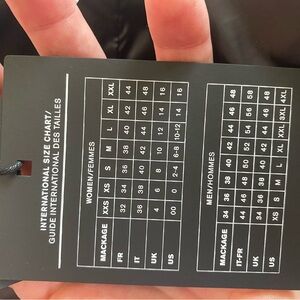 INTERNATIONAL SIZE CHART/
GUIDE INTERNATIONAL DES TAILLES
WOMEN/FEMMES
MACKAGE XXS XS S M L XL XXL
FR 32 34 36 38 40 42 44
IT 36 38 40 42 44 46 48
UK 4 6 8 10 12 14 16
US 00 0 2-4 6-8 10-12 14 16
MEN/HOMMES
MACKAGE 34 36 38 40 42 44 46 48
IT-FR 44 46 48 50 52 54 56 58
UK 34 36 38 40 42 44 46 48
US XS S M L XL XXL 3XL 4XL